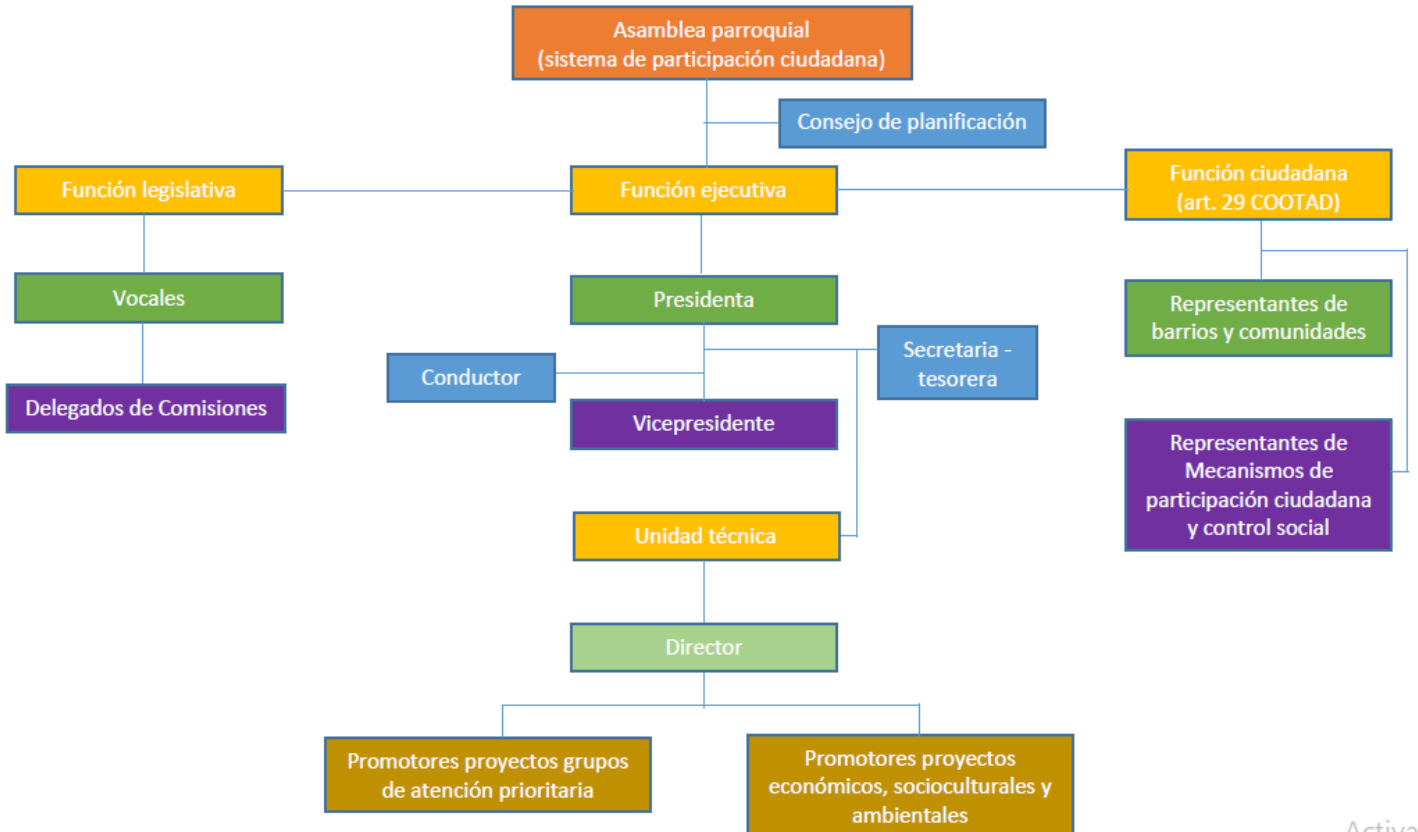 Asamblea parroquial
(sistema de participación ciudadana)
Consejo de planificación
Función legislativa
Función ejecutiva
Función ciudadana
(art. 29 COOTAD)
Vocales
Presidenta
Representantes de
barrios y comunidades
Secretaria -
tesorera
Conductor
Delegados de Comisiones
Vicepresidente
Representantes de
Mecanismos de
participación ciudadana
y control social
Unidad técnica
Director
Promotores proyectos grupos
de atención prioritaria
Promotores proyectos
económicos, socioculturales y
ambientales